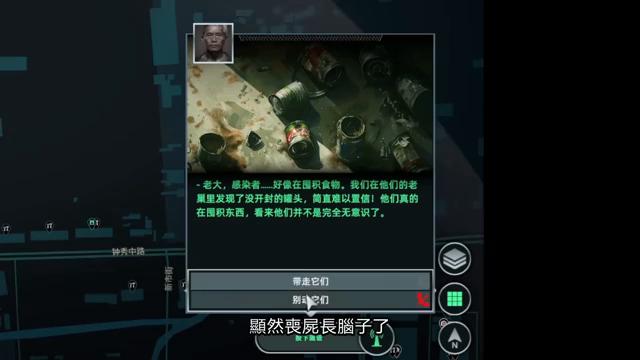 - 老大，感染者……好像在囤积食物。我们在他们的老
巢里发现了没开封的罐头，简直难以置信！他们真的
在囤积东西，看来他们并不是完全无意识了。
钟秀中路
新市街
带走它们
别动它们
顯然喪屍長腦子了